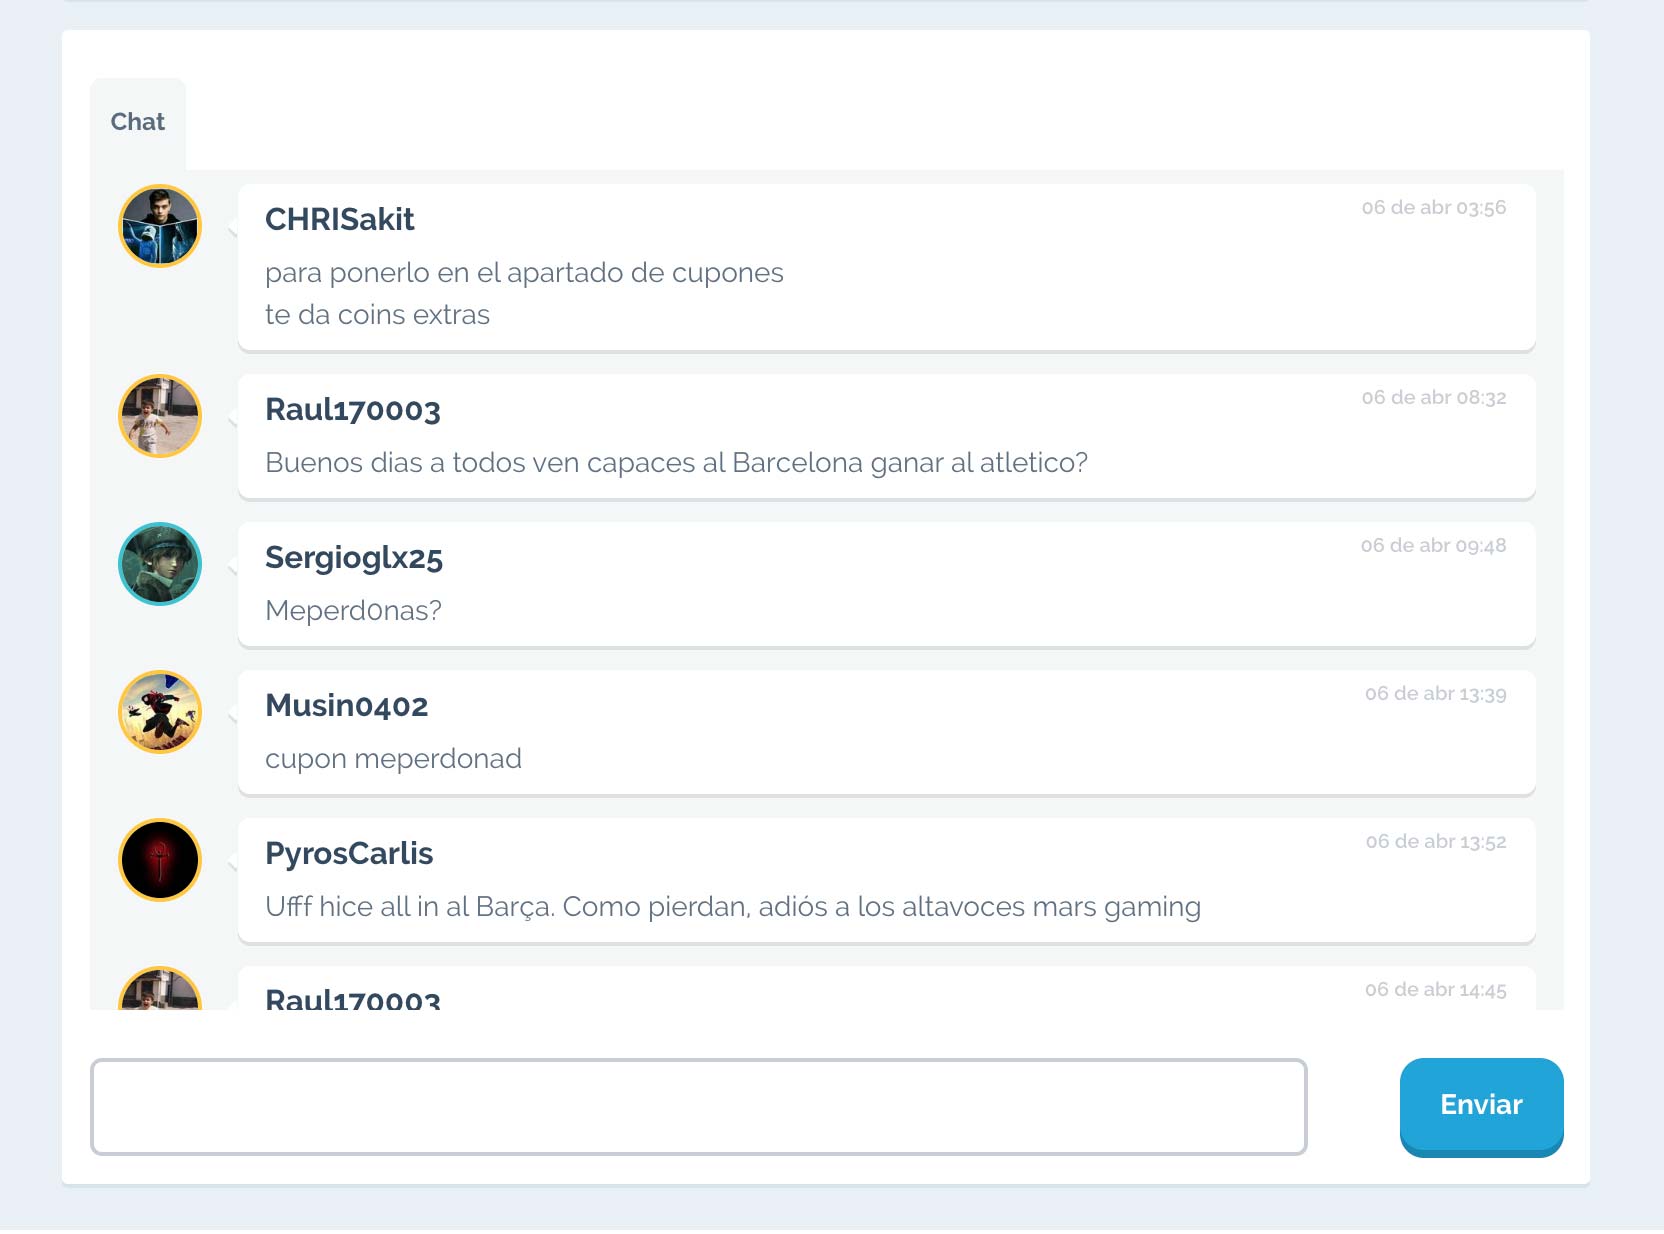 Chat
CHRISakit
06 de abr 03:56
para ponerlo en el apartado de cupones
te da coins extras
Raul170003
06 de abr 08:32
Buenos dias a todos ven capaces al Barcelona ganar al atletico?
Sergioglx25
06 de abr 09:48
Meperd0nas?
Musin0402
06 de abr 13:39
cupon meperdonad
PyrosCarlis
06 de abr 13:52
Ufff hice all in al Barça. Como pierdan, adiós a los altavoces mars gaming
Raul170003
06 de abr 14:45
Enviar